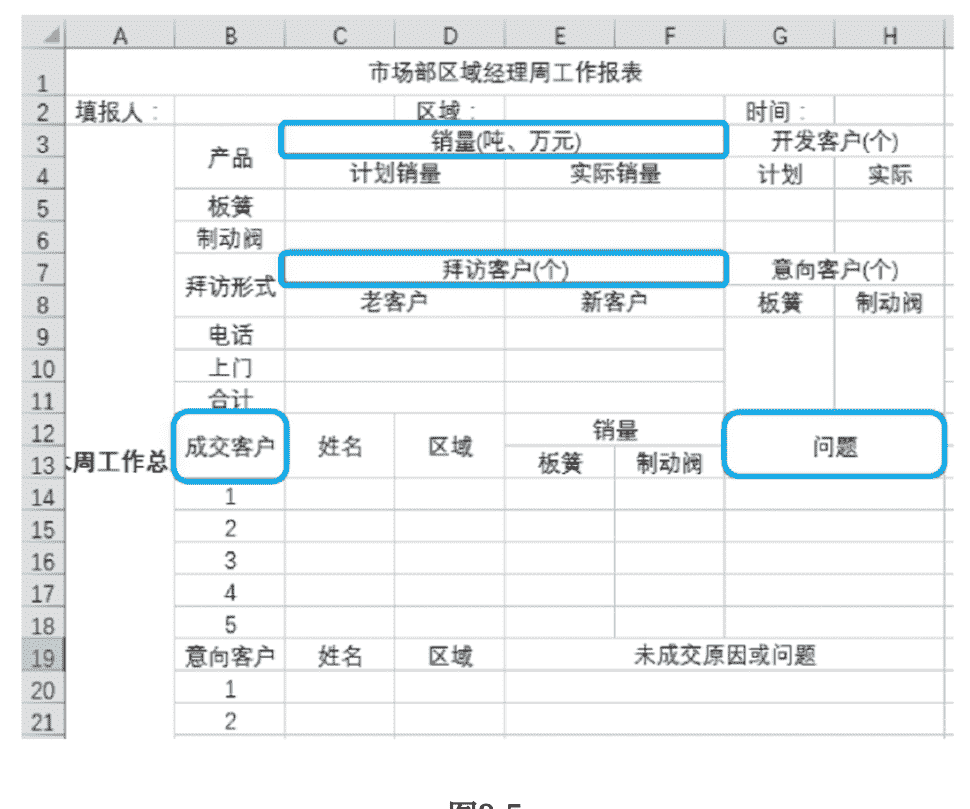 A B C D E F G H
1 市场部区域经理周工作报表
2 填报人： 区域： 时间：
3 产品 销量(吨、万元) 开发客户(个)
4 计划销量 实际销量 计划 实际
5 板簧
6 制动阀
7 拜访形式 拜访客户(个) 意向客户(个)
8 老客户 新客户 板簧 制动阀
9 电话
10 上门
11 合计
12 成交客户 姓名 区域 销量 问题
13 周工作总 板簧 制动阀
14 1
15 2
16 3
17 4
18 5
19 意向客户 姓名 区域 未成交原因或问题
20 1
21 2